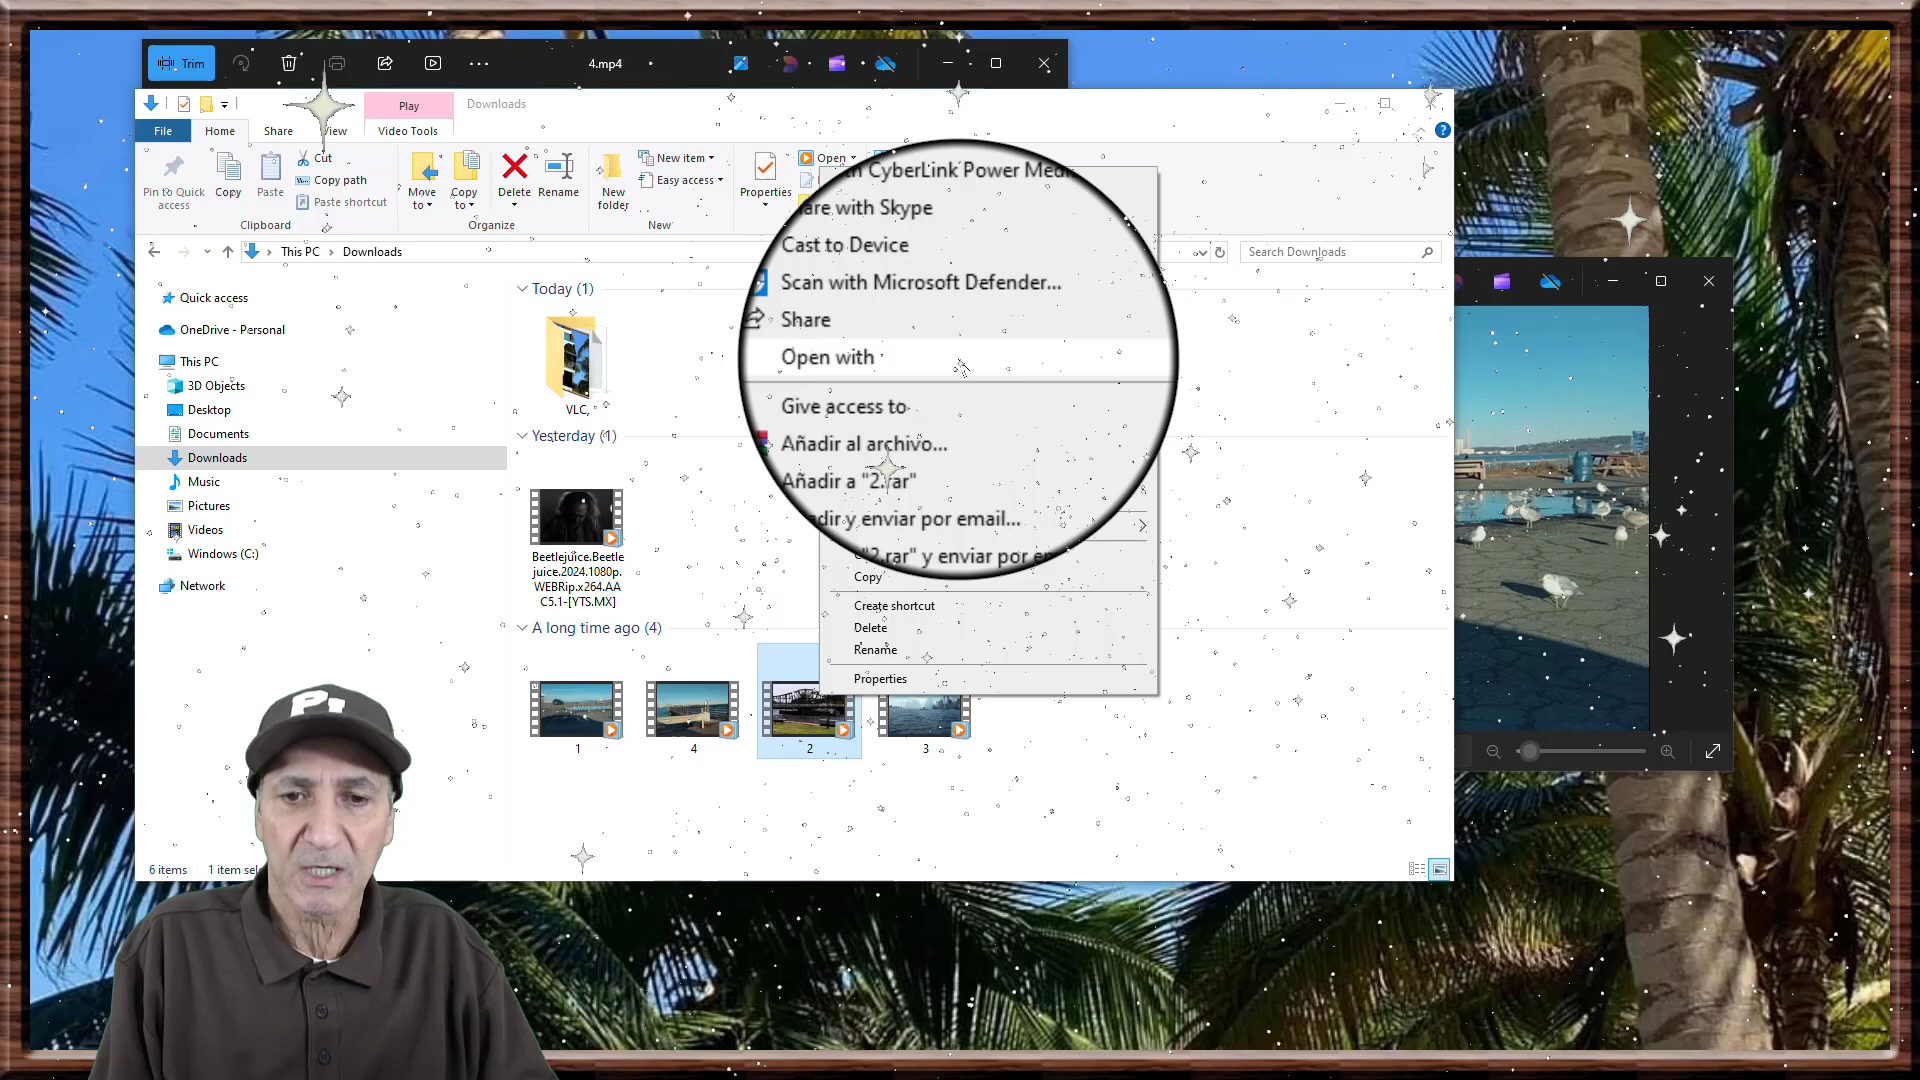 Trim
4.mp4
Play
Downloads
File
Home
Share
View
Video Tools
Pin to Quick
access
Copy
Paste
Cut
Copy path
Paste shortcut
Clipboard
Move
to
Copy
to
Delete
Rename
Organize
New item
Easy access
New
folder
New
Properties
Open
This PC
Downloads
Search Downloads
Quick access
OneDrive - Personal
This PC
3D Objects
Desktop
Documents
Downloads
Music
Pictures
Videos
Windows (C:)
Network
Today (1)
VLC,
Yesterday (1)
Beetlejuice.Beetle
juice.2024.1080p.
WEBRip.x264.AA
C5.1-[YTS.MX]
A long time ago (4)
1
4
2
3
CyberLink Power
with Skype
Cast to Device
Scan with Microsoft Defender...
Share
Open with
Give access to
Añadir al archivo...
Añadir a "2.rar"
y enviar por email...
"2.rar" y enviar por
Copy
Create shortcut
Delete
Rename
Properties
6 items
1 item